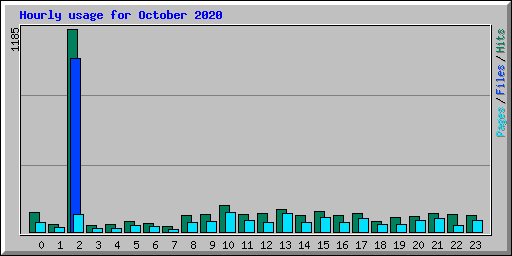 Hourly usage for October 2020
1185
Pages/Files/Hits
0 1 2 3 4 5 6 7 8 9 10 11 12 13 14 15 16 17 18 19 20 21 22 23